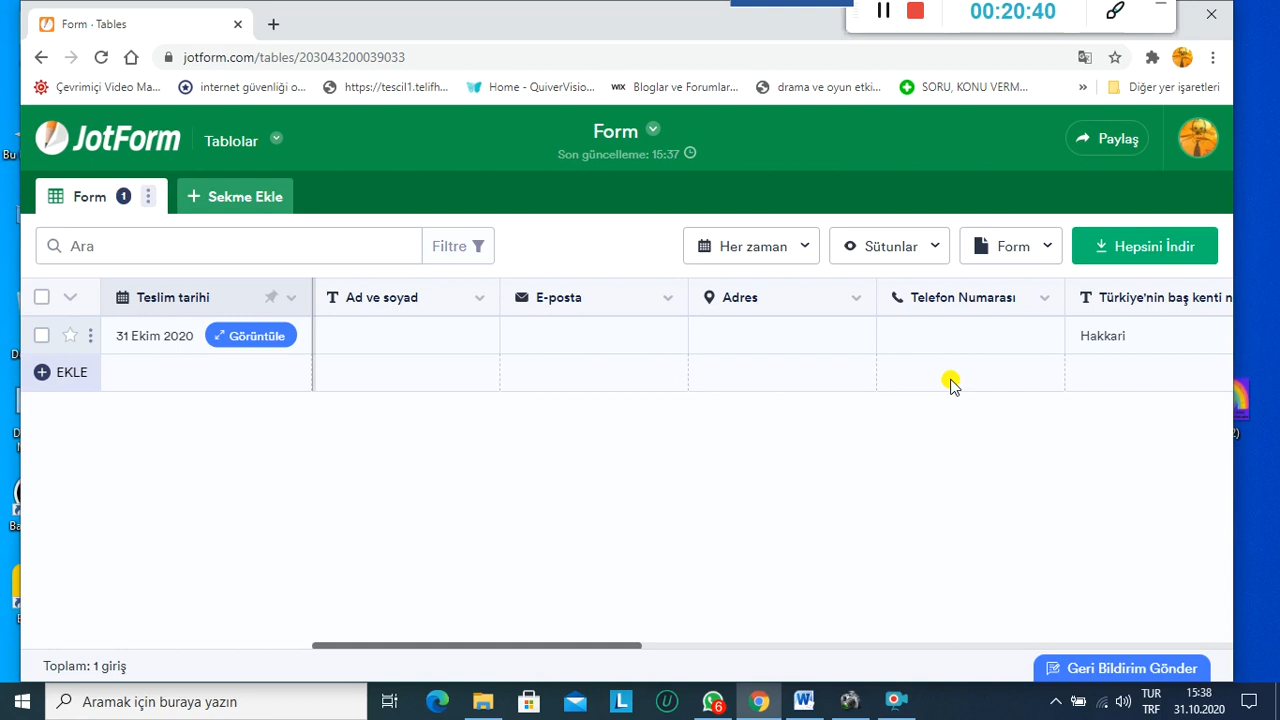 00:20:40
Form · Tables
jotform.com/tables/203043200039033
Çevrimiçi Video Ma...
internet güvenliği o...
https://tescil1.telifh...
Home - QuiverVisio...
WIX Bloglar ve Forumlar...
drama ve oyun etki...
SORU, KONU VERM...
»
Diğer yer işaretleri
JotForm
Tablolar
Form
Son güncelleme: 15:37
Paylaş
Form 1
+ Sekme Ekle
Ara
Filtre
Her zaman
Sütunlar
Form
Hepsini İndir
Teslim tarihi
Ad ve soyad
E-posta
Adres
Telefon Numarası
Türkiye'nin baş kenti n
31 Ekim 2020
Görüntüle
Hakkari
EKLE
Toplam: 1 giriş
Geri Bildirim Gönder
Aramak için buraya yazın
6
TUR
TRF
15:38
31.10.2020